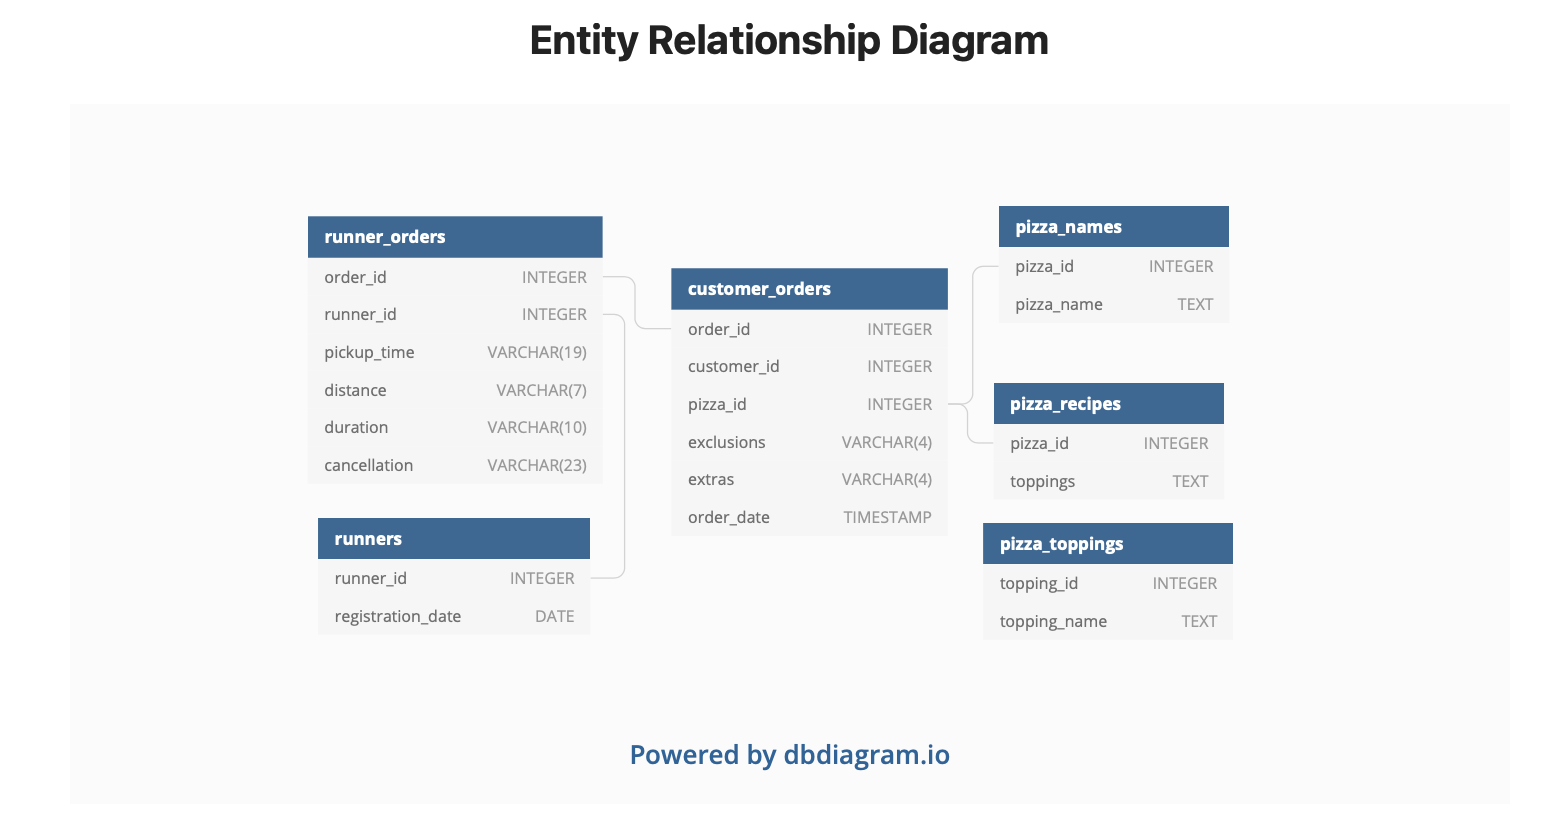 Entity Relationship Diagram
runner_orders
order_id INTEGER
runner_id INTEGER
pickup_time VARCHAR(19)
distance VARCHAR(7)
duration VARCHAR(10)
cancellation VARCHAR(23)
runners
runner_id INTEGER
registration_date DATE
customer_orders
order_id INTEGER
customer_id INTEGER
pizza_id INTEGER
exclusions VARCHAR(4)
extras VARCHAR(4)
order_date TIMESTAMP
pizza_names
pizza_id INTEGER
pizza_name TEXT
pizza_recipes
pizza_id INTEGER
toppings TEXT
pizza_toppings
topping_id INTEGER
topping_name TEXT
Powered by dbdiagram.io